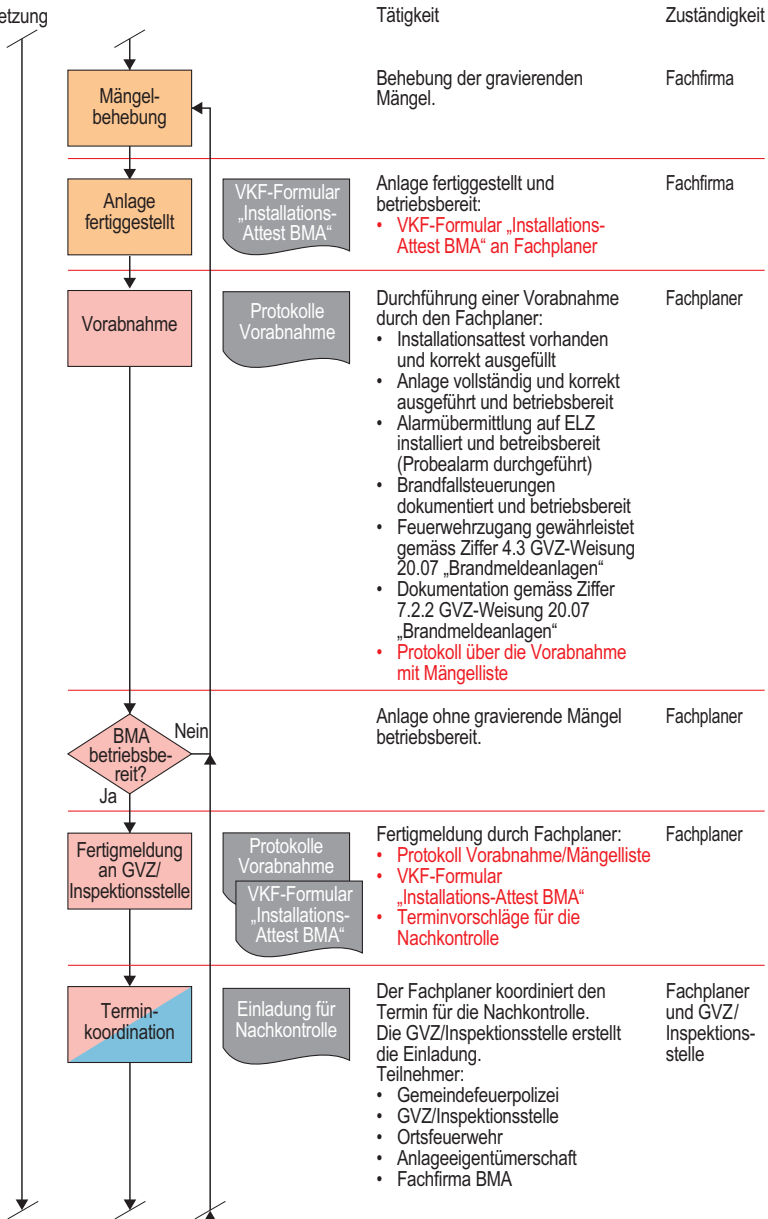 etzung
Tätigkeit
Zuständigkeit
Mängel-
behebung
Behebung der gravierenden
Mängel.
Fachfirma
Anlage
fertiggestellt
VKF-Formular
„Installations-
Attest BMA“
Anlage fertiggestellt und
betriebsbereit:
• VKF-Formular „Installations-
Attest BMA“ an Fachplaner
Fachfirma
Vorabnahme
Protokolle
Vorabnahme
Durchführung einer Vorabnahme
durch den Fachplaner:
• Installationsattest vorhanden
und korrekt ausgefüllt
• Anlage vollständig und korrekt
ausgeführt und betriebsbereit
• Alarmübermittlung auf ELZ
installiert und betreibsbereit
(Probealarm durchgeführt)
• Brandfallsteuerungen
dokumentiert und betriebsbereit
• Feuerwehrzugang gewährleistet
gemäss Ziffer 4.3 GVZ-Weisung
20.07 „Brandmeldeanlagen“
• Dokumentation gemäss Ziffer
7.2.2 GVZ-Weisung 20.07
„Brandmeldeanlagen“
• Protokoll über die Vorabnahme
mit Mängelliste
Fachplaner
BMA
betriebsbe-
reit?
Nein
Ja
Anlage ohne gravierende Mängel
betriebsbereit.
Fachplaner
Fertigmeldung
an GVZ/
Inspektionsstelle
Protokolle
Vorabnahme
VKF-Formular
„Installations-
Attest BMA“
Fertigmeldung durch Fachplaner:
• Protokoll Vorabnahme/Mängelliste
• VKF-Formular
„Installations-Attest BMA“
• Terminvorschläge für die
Nachkontrolle
Fachplaner
Termin-
koordination
Einladung für
Nachkontrolle
Der Fachplaner koordiniert den
Termin für die Nachkontrolle.
Die GVZ/Inspektionsstelle erstellt
die Einladung.
Teilnehmer:
• Gemeindefeuerpolizei
• GVZ/Inspektionsstelle
• Ortsfeuerwehr
• Anlageeigentümerschaft
• Fachfirma BMA
Fachplaner
und GVZ/
Inspektions-
stelle